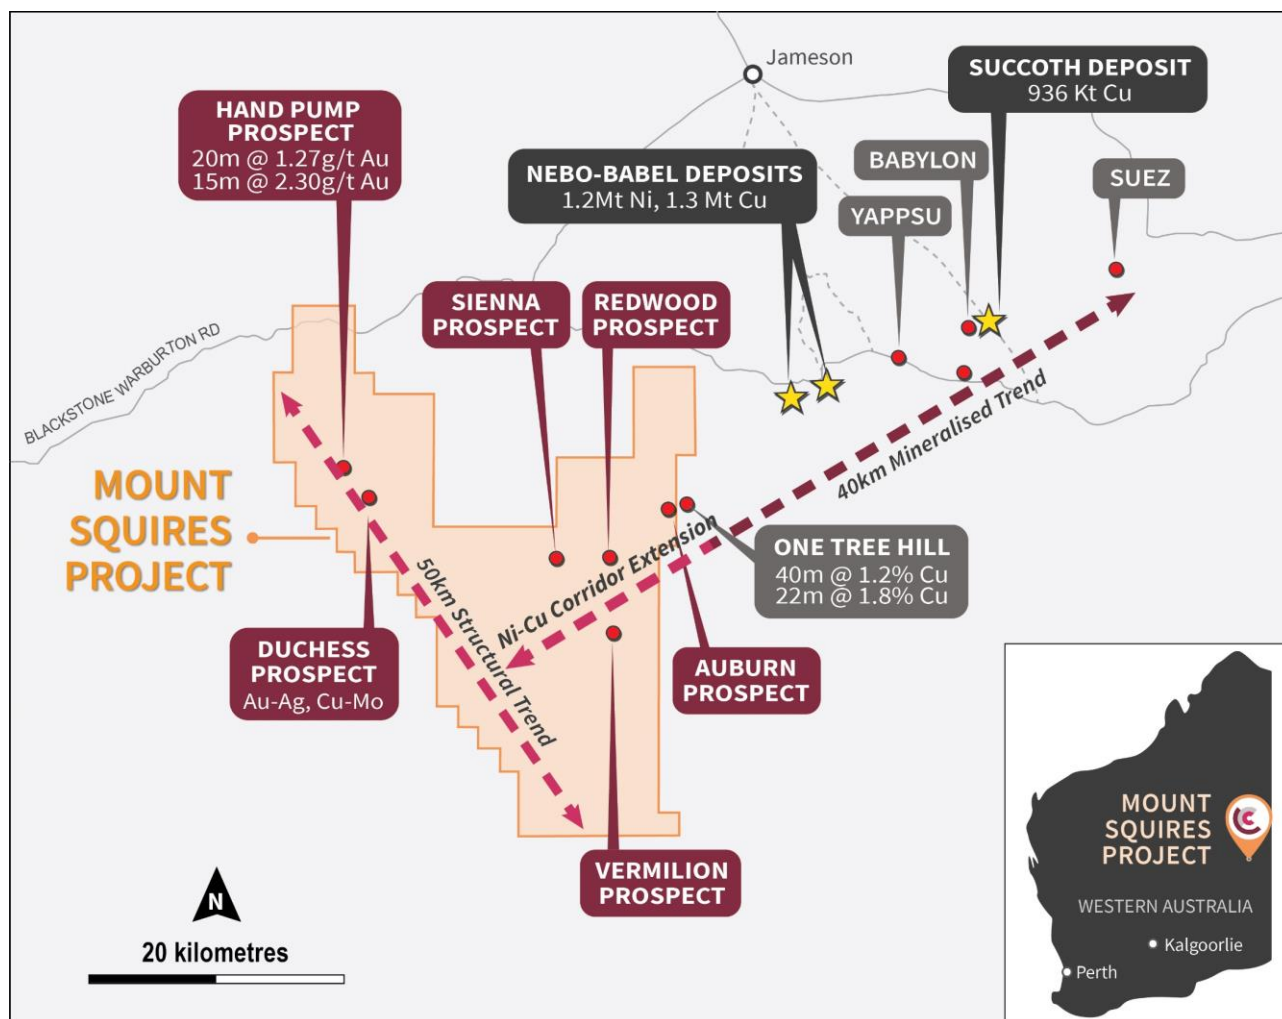 Jameson
SUCCOTH DEPOSIT
936 Kt Cu
HAND PUMP
PROSPECT
20m @ 1.27g/t Au
15m @ 2.30g/t Au
NEBO-BABEL DEPOSITS
1.2Mt Ni, 1.3 Mt Cu
BABYLON
SUEZ
YAPPSU
SIENNA
PROSPECT
REDWOOD
PROSPECT
BLACKSTONE WARBURTON RD
40km Mineralised Trend
MOUNT
SQUIRES
PROJECT
Ni-Cu Corridor Extension
50km Structural Trend
ONE TREE HILL
40m @ 1.2% Cu
22m @ 1.8% Cu
DUCHESS
PROSPECT
Au-Ag, Cu-Mo
AUBURN
PROSPECT
VERMILION
PROSPECT
N
20 kilometres
MOUNT
SQUIRES
PROJECT
WESTERN AUSTRALIA
Kalgoorlie
Perth